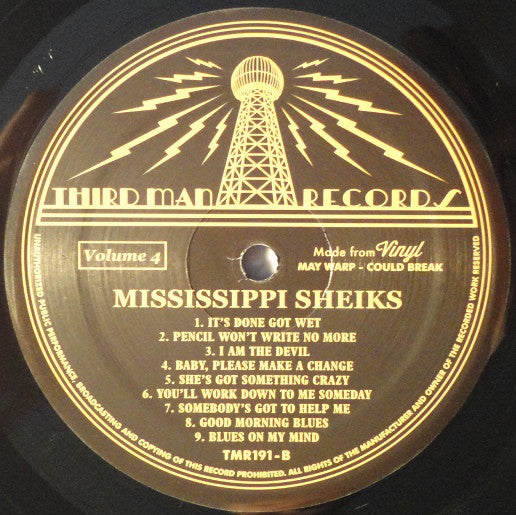 THIRD MAN RECORDS
Volume 4
Made from Vinyl
MAY WARP - COULD BREAK
MISSISSIPPI SHEIKS
1. IT'S DONE GOT WET
2. PENCIL WON'T WRITE NO MORE
3. I AM THE DEVIL
4. BABY, PLEASE MAKE A CHANGE
5. SHE'S GOT SOMETHING CRAZY
6. YOU'LL WORK DOWN TO ME SOMEDAY
7. SOMEBODY'S GOT TO HELP ME
8. GOOD MORNING BLUES
9. BLUES ON MY MIND
TMR191-B
UNAUTHORIZED PUBLIC PERFORMANCE, BROADCASTING AND COPYING OF THIS RECORD PROHIBITED. ALL RIGHTS OF THE MANUFACTURER AND OWNER OF THE RECORDED WORK RESERVED